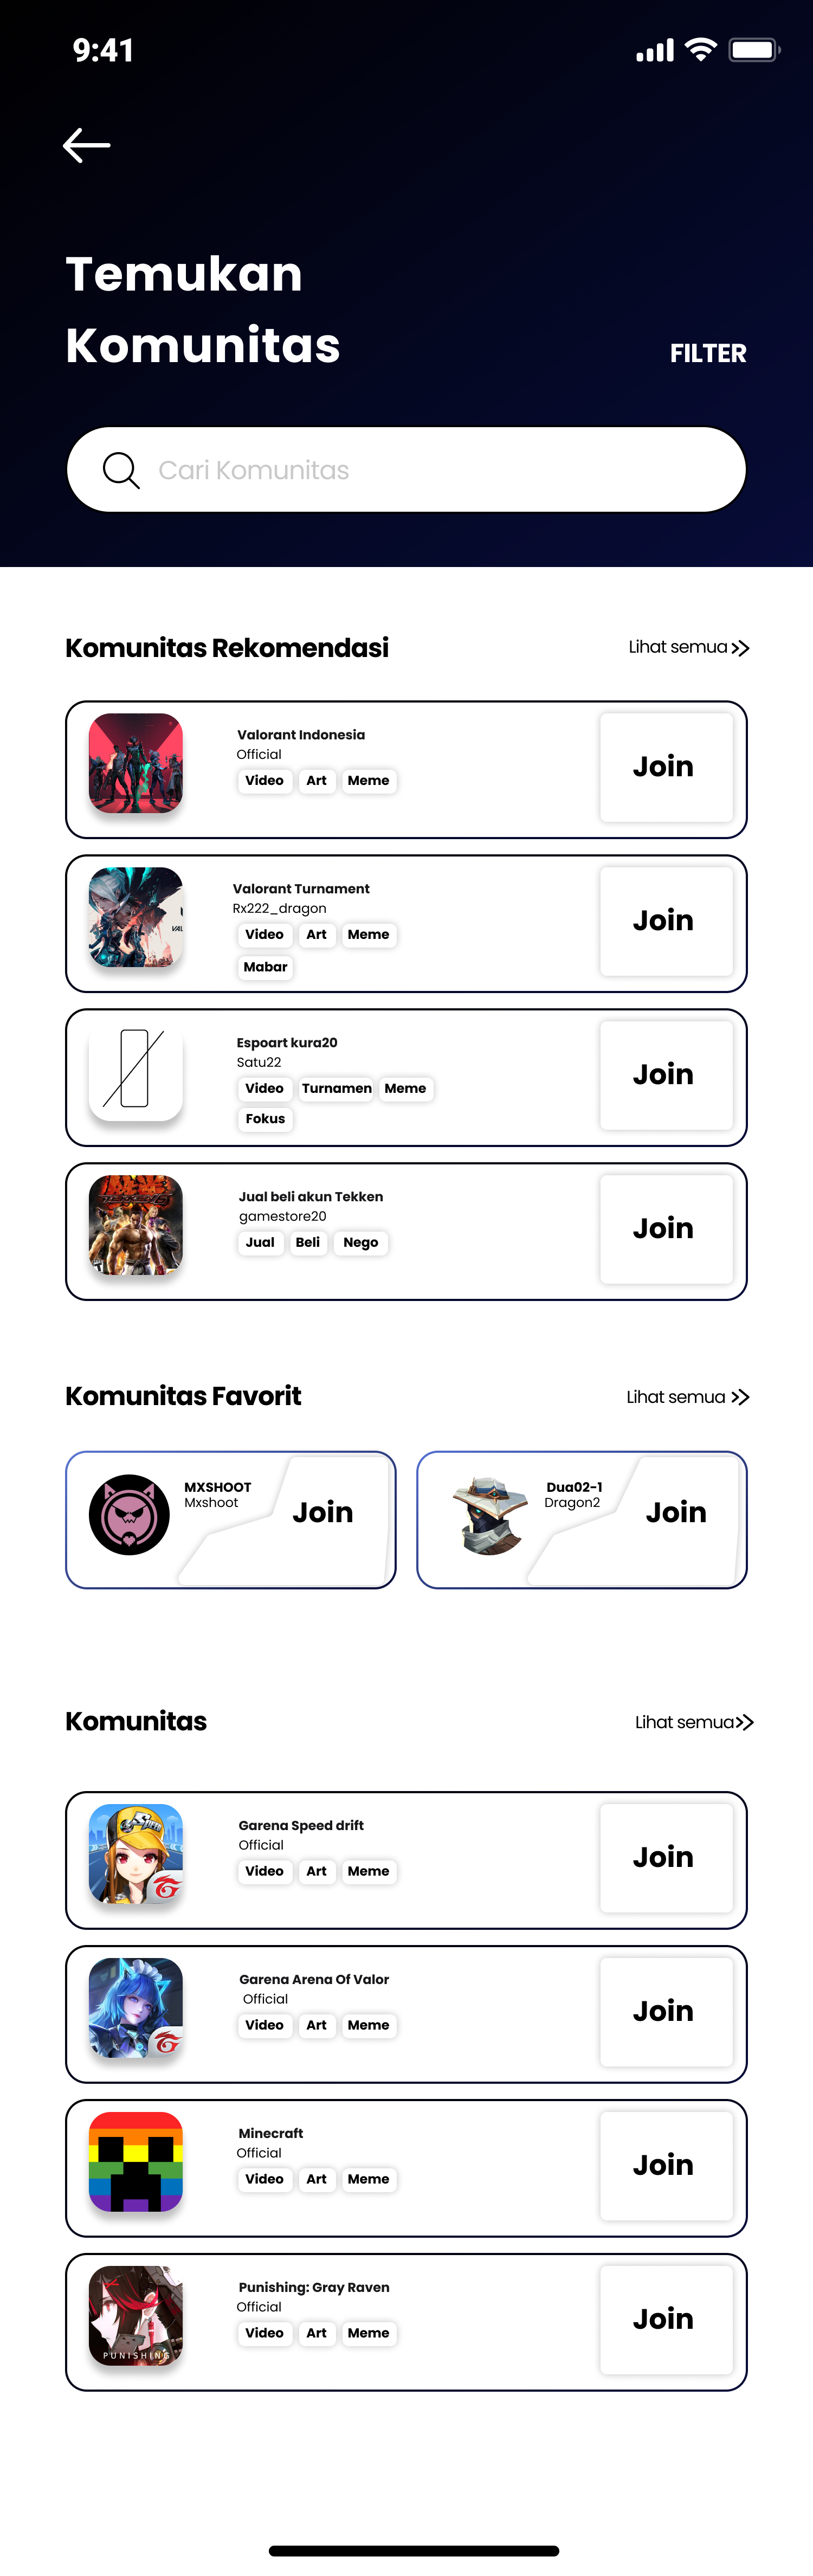 9:41
Temukan
Komunitas
FILTER
Cari Komunitas
Komunitas Rekomendasi
Lihat semua
Valorant Indonesia
Official
Video Art Meme
Join
Valorant Turnament
Rx222_dragon
Video Art Meme
Mabar
Join
Espoart kura20
Satu22
Video Turnamen Meme
Fokus
Join
Jual beli akun Tekken
gamestore20
Jual Beli Nego
Join
Komunitas Favorit
Lihat semua
MXSHOOT
Mxshoot
Join
Dua02-1
Dragon2
Join
Komunitas
Lihat semua
Garena Speed drift
Official
Video Art Meme
Join
Garena Arena Of Valor
Official
Video Art Meme
Join
Minecraft
Official
Video Art Meme
Join
PUNISHING
Punishing: Gray Raven
Official
Video Art Meme
Join